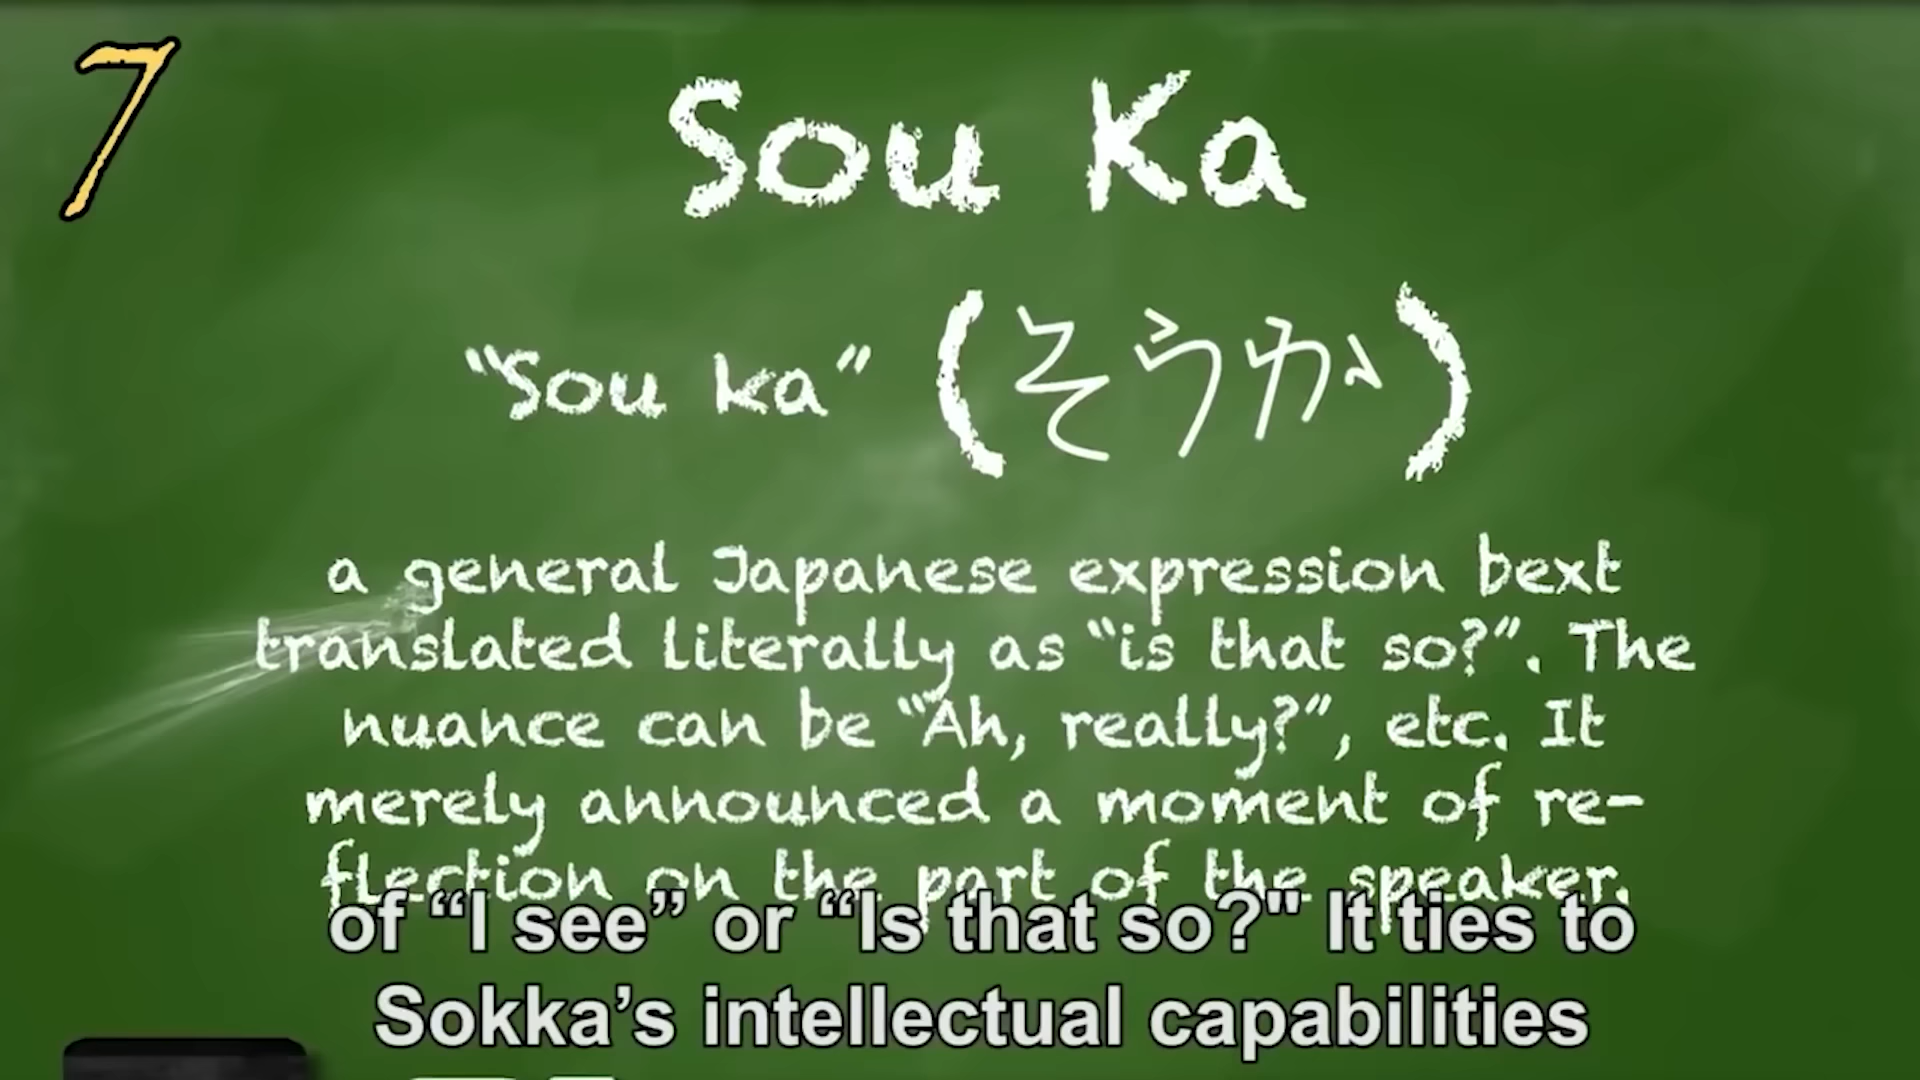 7
Sou Ka
“Sou ka” (そうか)
a general Japanese expression bext
translated literally as “is that so?”. The
nuance can be “Ah, really?”, etc. It
merely announced a moment of re-
flection on the part of the speaker.
of “I see” or “Is that so?" It ties to
Sokka’s intellectual capabilities